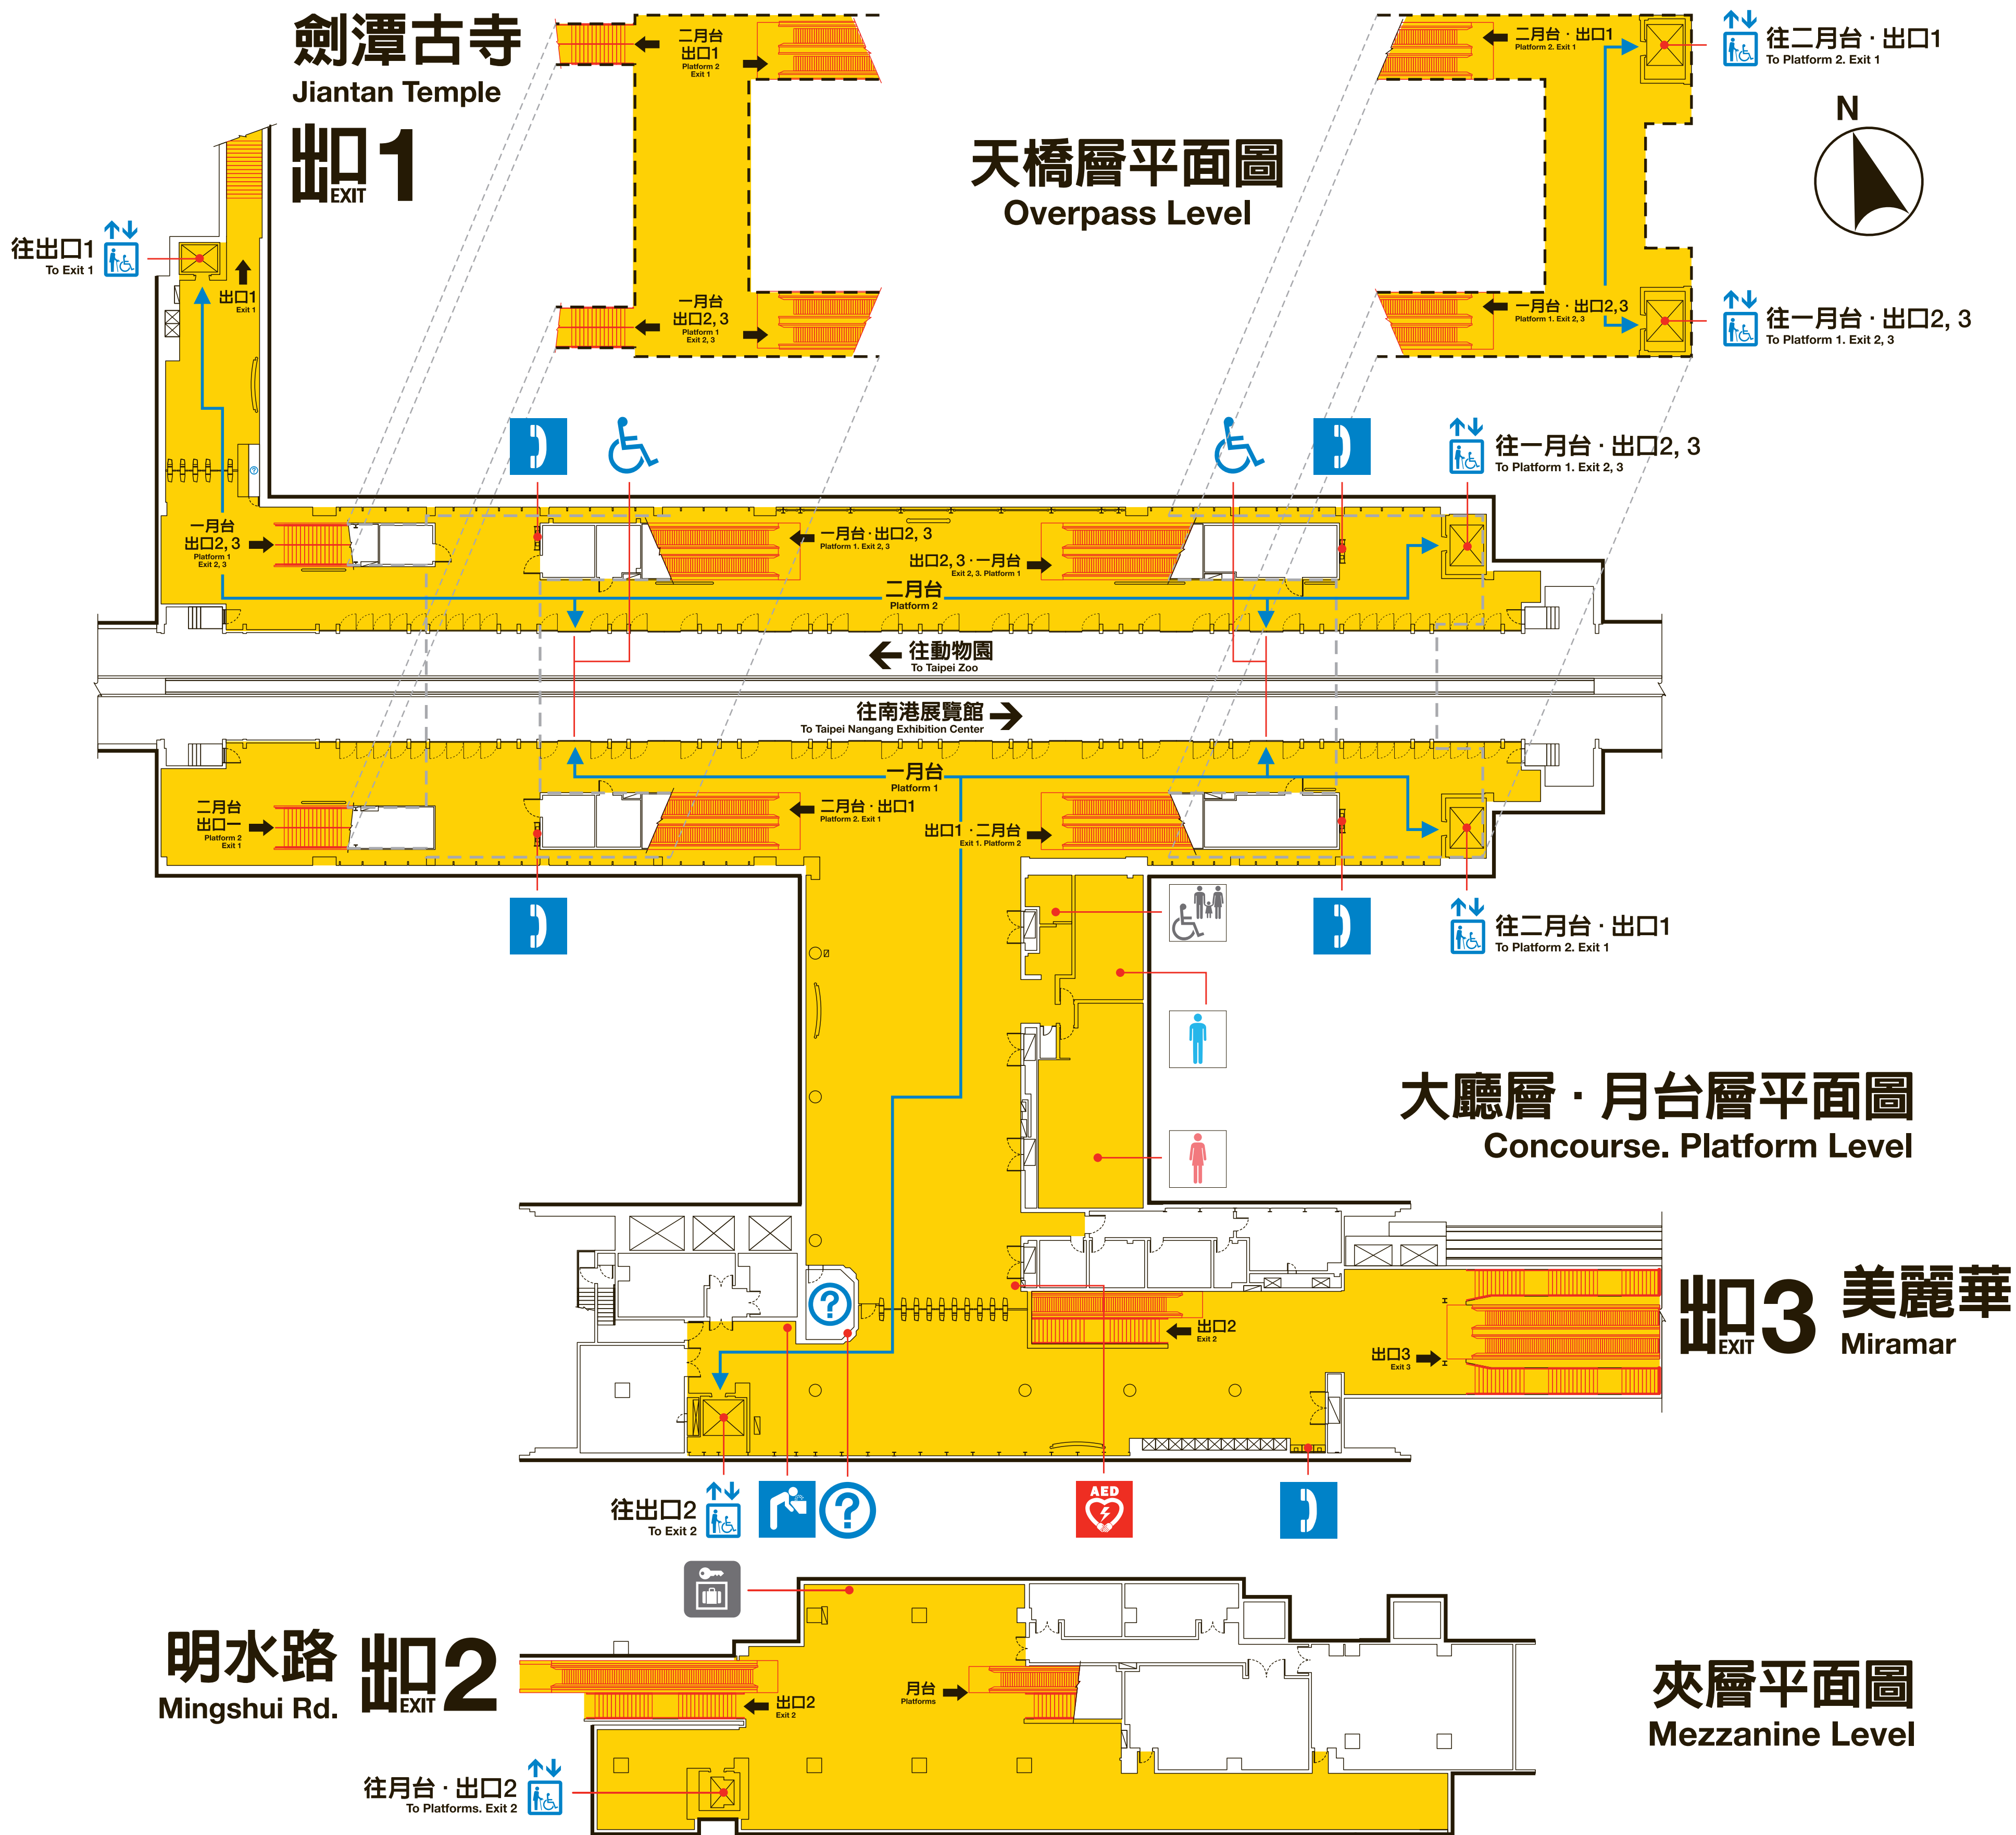 劍潭古寺
Jiantan Temple
出口1
EXIT
二月台
出口1
Platform 2
Exit 1
二月台 · 出口1
Platform 2. Exit 1
往二月台 · 出口1
To Platform 2. Exit 1
N
天橋層平面圖
Overpass Level
往出口1
To Exit 1
出口1
Exit 1
一月台
出口2, 3
Platform 1
Exit 2, 3
一月台 · 出口2,3
Platform 1. Exit 2, 3
往一月台 · 出口2, 3
To Platform 1. Exit 2, 3
往一月台 · 出口2, 3
To Platform 1. Exit 2, 3
?
一月台
出口2, 3
Platform 1
Exit 2, 3
一月台 · 出口2, 3
Platform 1. Exit 2, 3
出口2, 3 · 一月台
Exit 2, 3. Platform 1
二月台
Platform 2
往動物園
To Taipei Zoo
往南港展覽館
To Taipei Nangang Exhibition Center
一月台
Platform 1
二月台
出口一
Platform 2
Exit 1
二月台 · 出口1
Platform 2. Exit 1
出口1 · 二月台
Exit 1. Platform 2
往二月台 · 出口1
To Platform 2. Exit 1
大廳層 · 月台層平面圖
Concourse. Platform Level
?
出口2
Exit 2
出口3
Exit 3
出口3
EXIT
美麗華
Miramar
往出口2
To Exit 2
?
AED
明水路
Mingshui Rd.
出口2
EXIT
出口2
Exit 2
月台
Platforms
夾層平面圖
Mezzanine Level
往月台 · 出口2
To Platforms. Exit 2